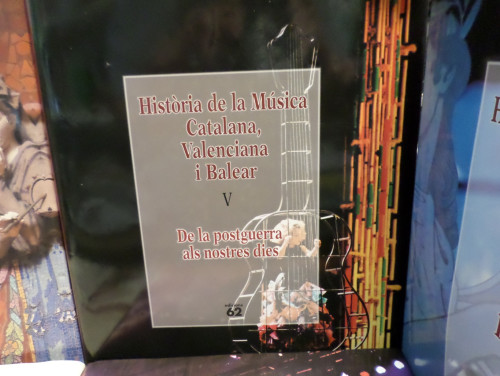 Història de la Música
Catalana,
Valenciana
i Balear
V
De la postguerra
als nostres dies
62